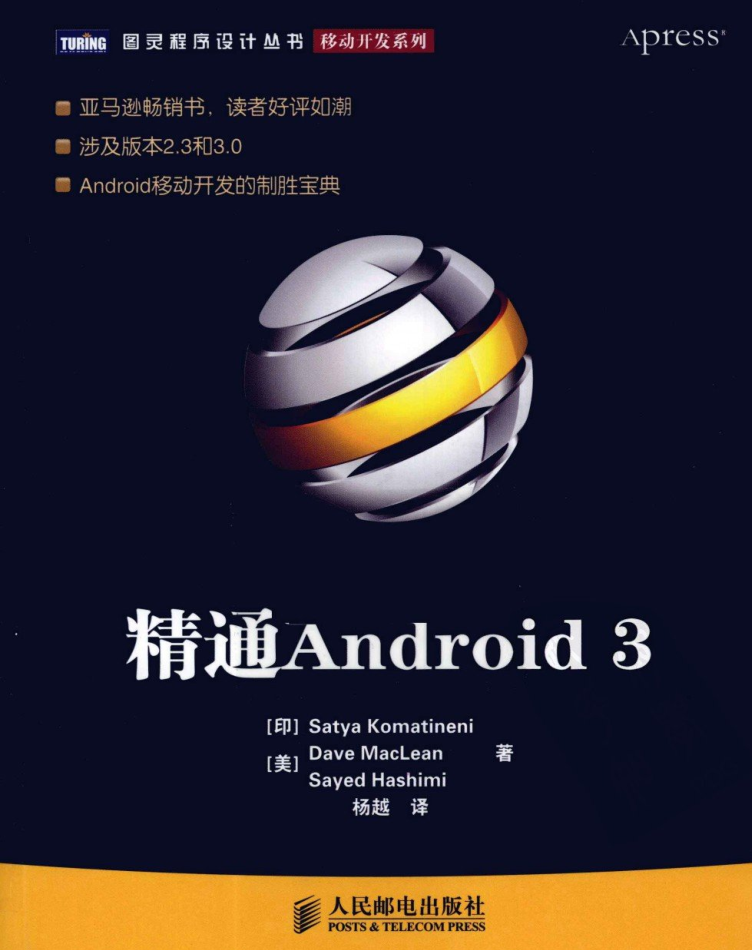 TURING 图灵程序设计丛书 移动开发系列 Apress®
亚马逊畅销书，读者好评如潮
涉及版本2.3和3.0
Android移动开发的制胜宝典
精通Android 3
[印] Satya Komatineni
[美] Dave MacLean 著
Sayed Hashimi
杨越 译
人民邮电出版社
POSTS & TELECOM PRESS